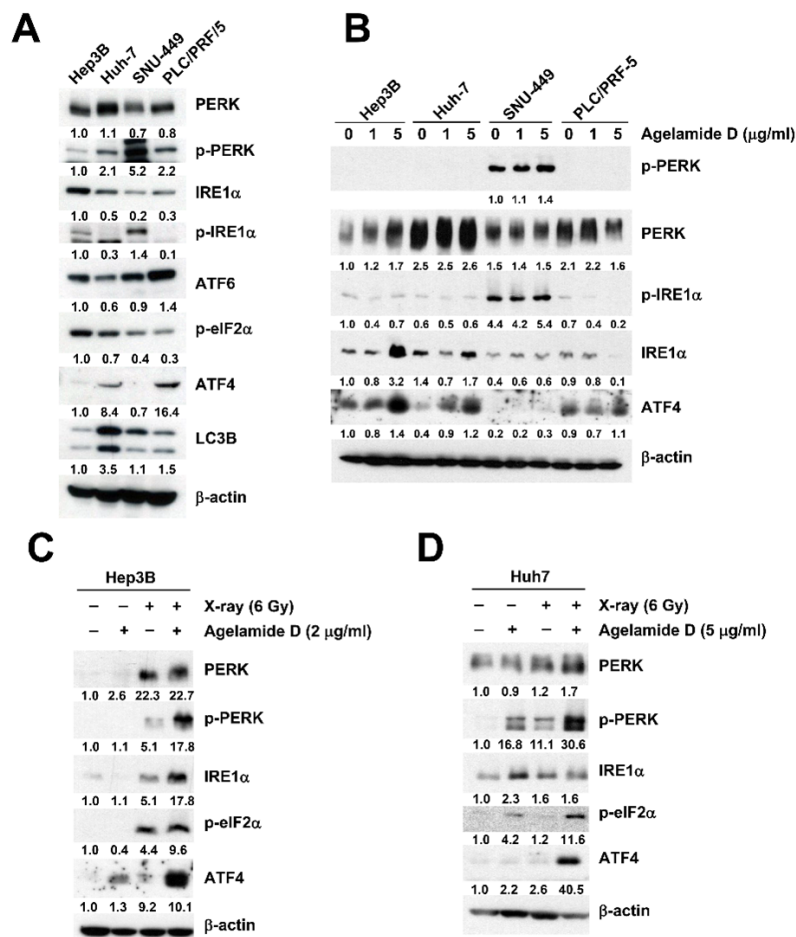 A
Hep3B Huh-7 SNU-449 PLC/PRF/5
PERK
1.0 1.1 0.7 0.8
p-PERK
1.0 2.1 5.2 2.2
IRE1α
1.0 0.5 0.2 0.3
p-IRE1α
1.0 0.3 1.4 0.1
ATF6
1.0 0.6 0.9 1.4
p-eIF2α
1.0 0.7 0.4 0.3
ATF4
1.0 8.4 0.7 16.4
LC3B
1.0 3.5 1.1 1.5
β-actin
B
Hep3B Huh-7 SNU-449 PLC/PRF-5
0 1 5 0 1 5 0 1 5 0 1 5 Agelamide D (μg/ml)
p-PERK
1.0 1.1 1.4
PERK
1.0 1.2 1.7 2.5 2.5 2.6 1.5 1.4 1.5 2.1 2.2 1.6
p-IRE1α
1.0 0.4 0.7 0.6 0.5 0.6 4.4 4.2 5.4 0.7 0.4 0.2
IRE1α
1.0 0.8 3.2 1.4 0.7 1.7 0.4 0.6 0.6 0.9 0.8 0.1
ATF4
1.0 0.8 1.4 0.4 0.9 1.2 0.2 0.2 0.3 0.9 0.7 1.1
β-actin
C
Hep3B
− − + + X-ray (6 Gy)
− + − + Agelamide D (2 μg/ml)
PERK
1.0 2.6 22.3 22.7
p-PERK
1.0 1.1 5.1 17.8
IRE1α
1.0 1.1 5.1 17.8
p-eIF2α
1.0 0.4 4.4 9.6
ATF4
1.0 1.3 9.2 10.1
β-actin
D
Huh7
− − + + X-ray (6 Gy)
− + − + Agelamide D (5 μg/ml)
PERK
1.0 0.9 1.2 1.7
p-PERK
1.0 16.8 11.1 30.6
IRE1α
1.0 2.3 1.6 1.6
p-eIF2α
1.0 4.2 1.2 11.6
ATF4
1.0 2.2 2.6 40.5
β-actin